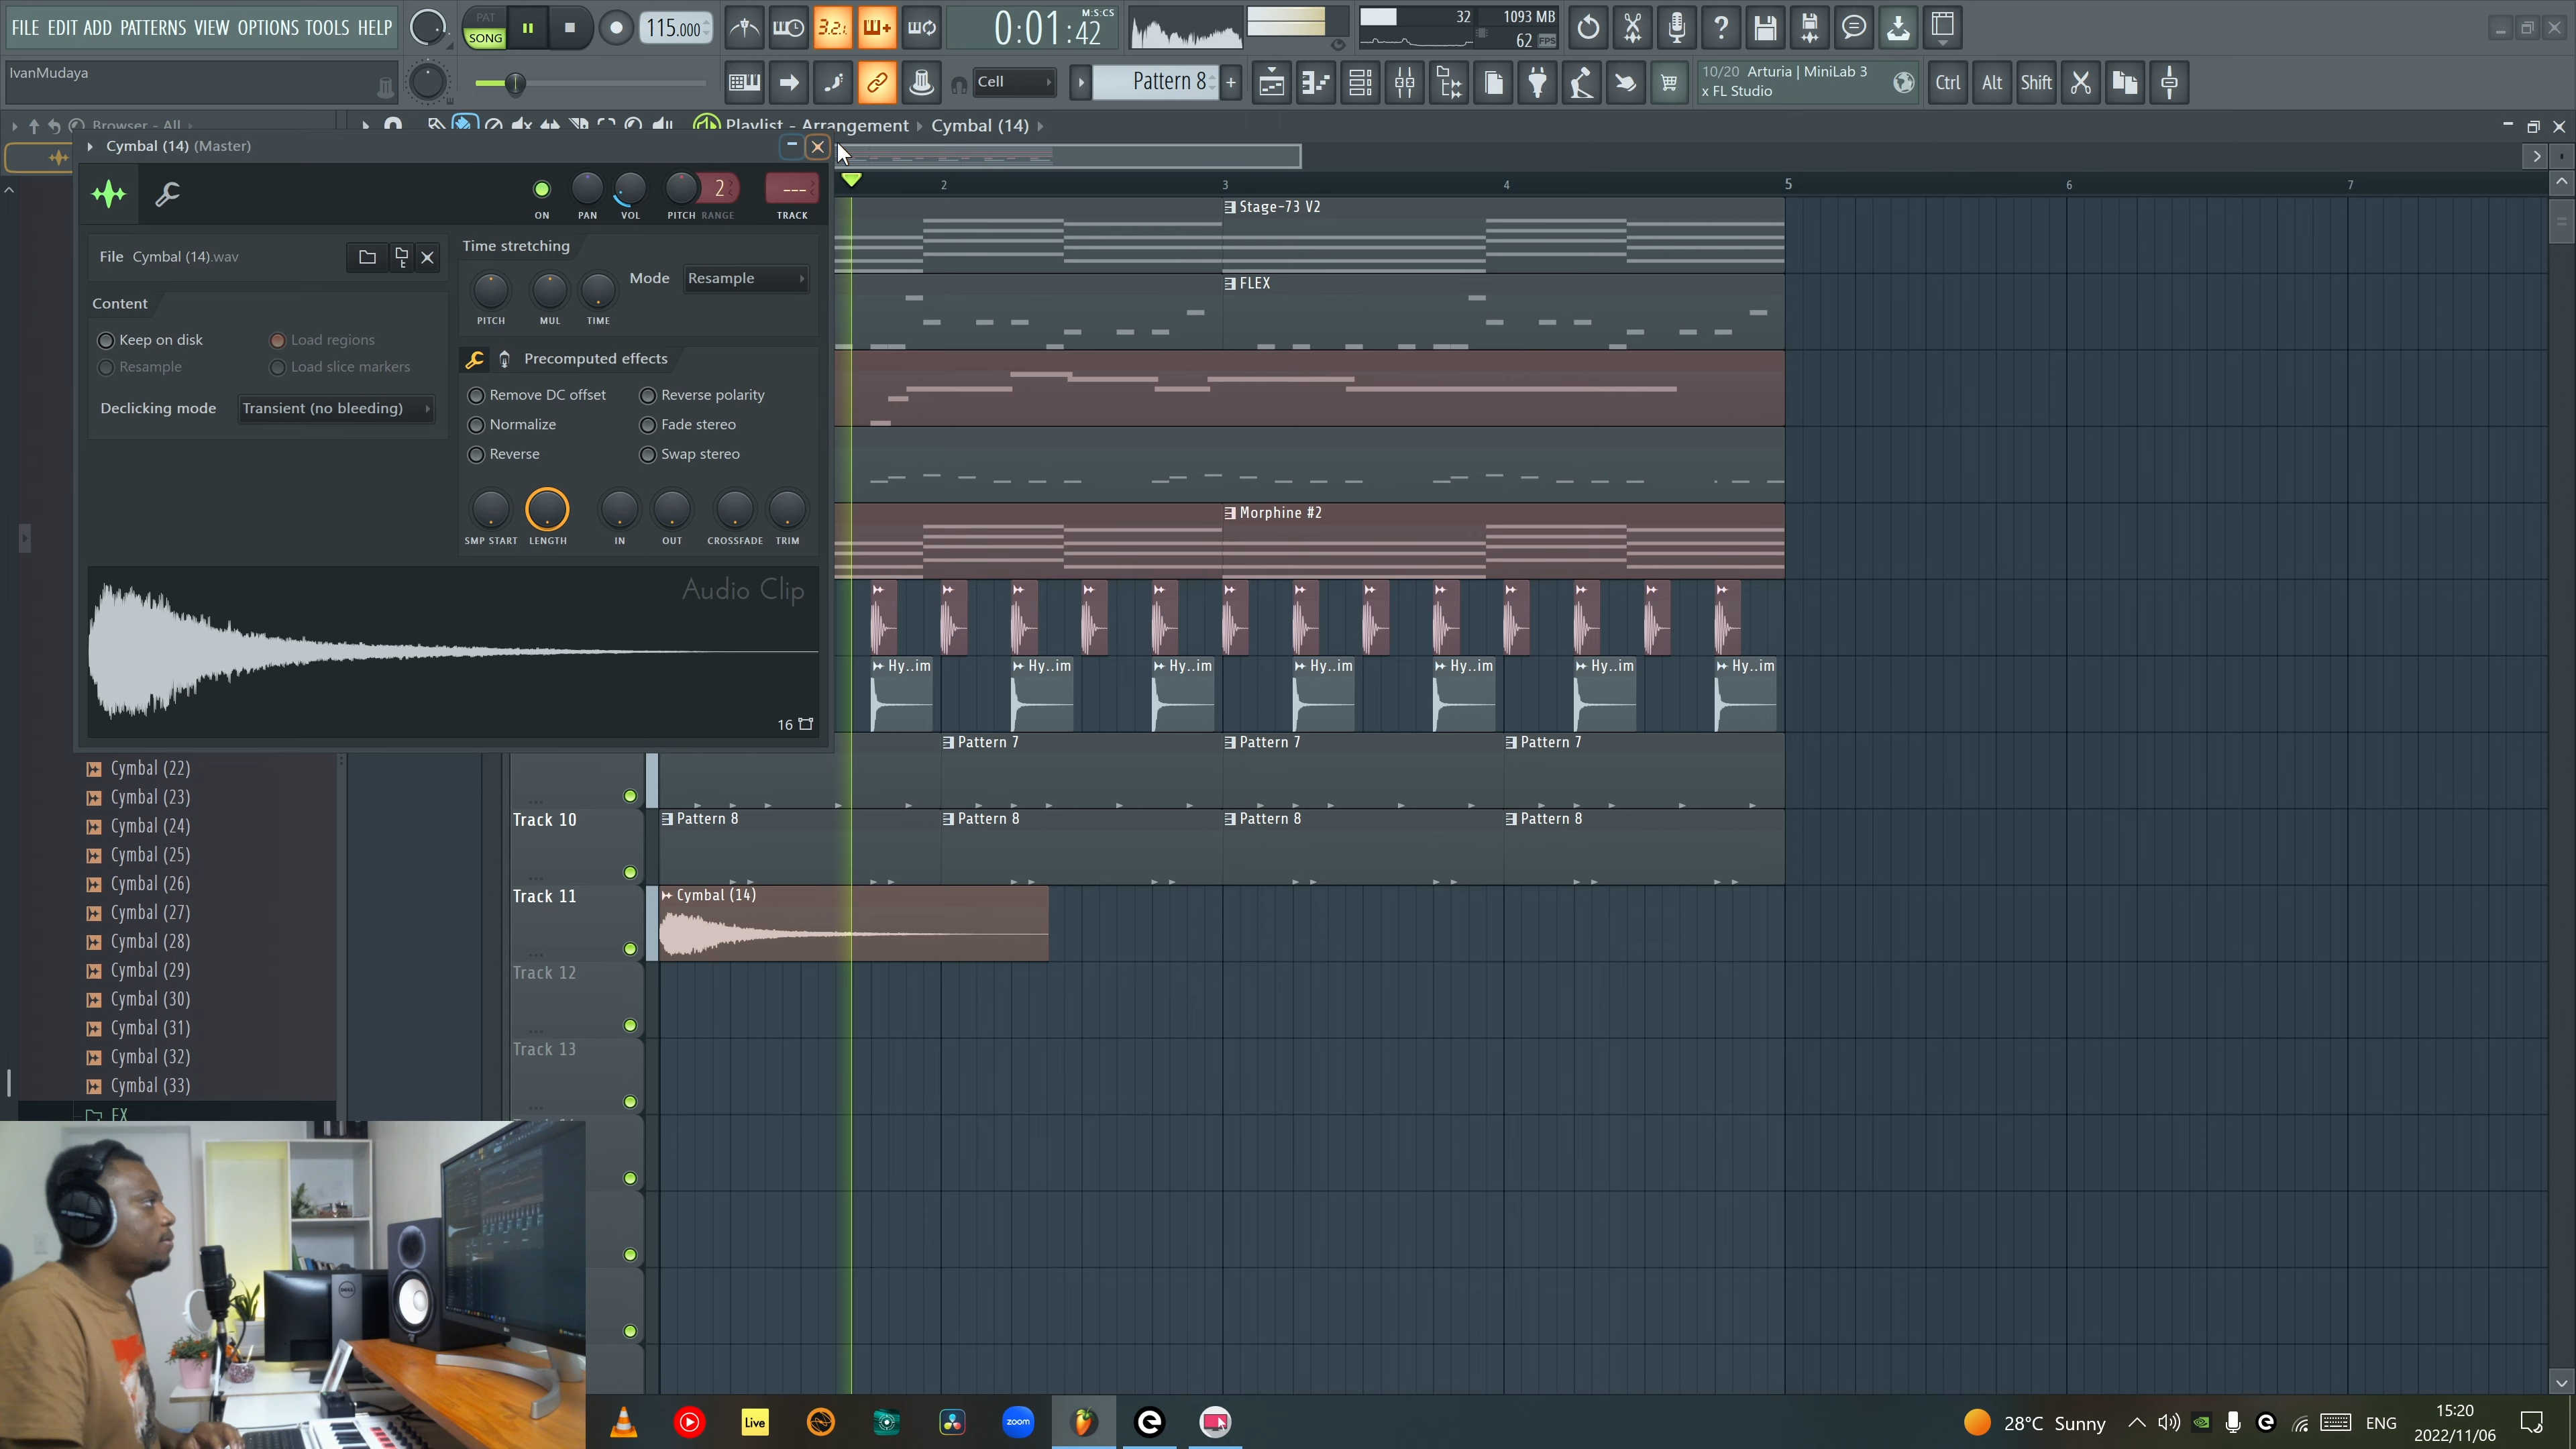 FILE EDIT ADD PATTERNS VIEW OPTIONS TOOLS HELP
PAT
SONG
115.000
3.2.
M:S:CS
0:01:42
32
1093 MB
62 FPS
IvanMudaya
Cell
Pattern 8
+
10/20 Arturia | MiniLab 3
x FL Studio
Ctrl
Alt
Shift
Browser - All
Playlist - Arrangement
Cymbal (14)
Cymbal (14) (Master)
ON
PAN
VOL
PITCH RANGE
2
---
TRACK
File Cymbal (14).wav
Content
Keep on disk
Load regions
Resample
Load slice markers
Declicking mode
Transient (no bleeding)
Time stretching
PITCH
MUL
TIME
Mode
Resample
Precomputed effects
Remove DC offset
Reverse polarity
Normalize
Fade stereo
Reverse
Swap stereo
SMP START
LENGTH
IN
OUT
CROSSFADE
TRIM
Audio Clip
16
2
3
4
5
6
7
Stage-73 V2
FLEX
Morphine #2
Hy..im
Hy..im
Hy..im
Hy..im
Hy..im
Hy..im
Hy..im
Pattern 7
Pattern 7
Pattern 7
Track 10
Pattern 8
Pattern 8
Pattern 8
Pattern 8
Track 11
Cymbal (14)
Track 12
Track 13
Cymbal (22)
Cymbal (23)
Cymbal (24)
Cymbal (25)
Cymbal (26)
Cymbal (27)
Cymbal (28)
Cymbal (29)
Cymbal (30)
Cymbal (31)
Cymbal (32)
Cymbal (33)
FX
DELL
Live
zoom
28°C Sunny
ENG
15:20
2022/11/06